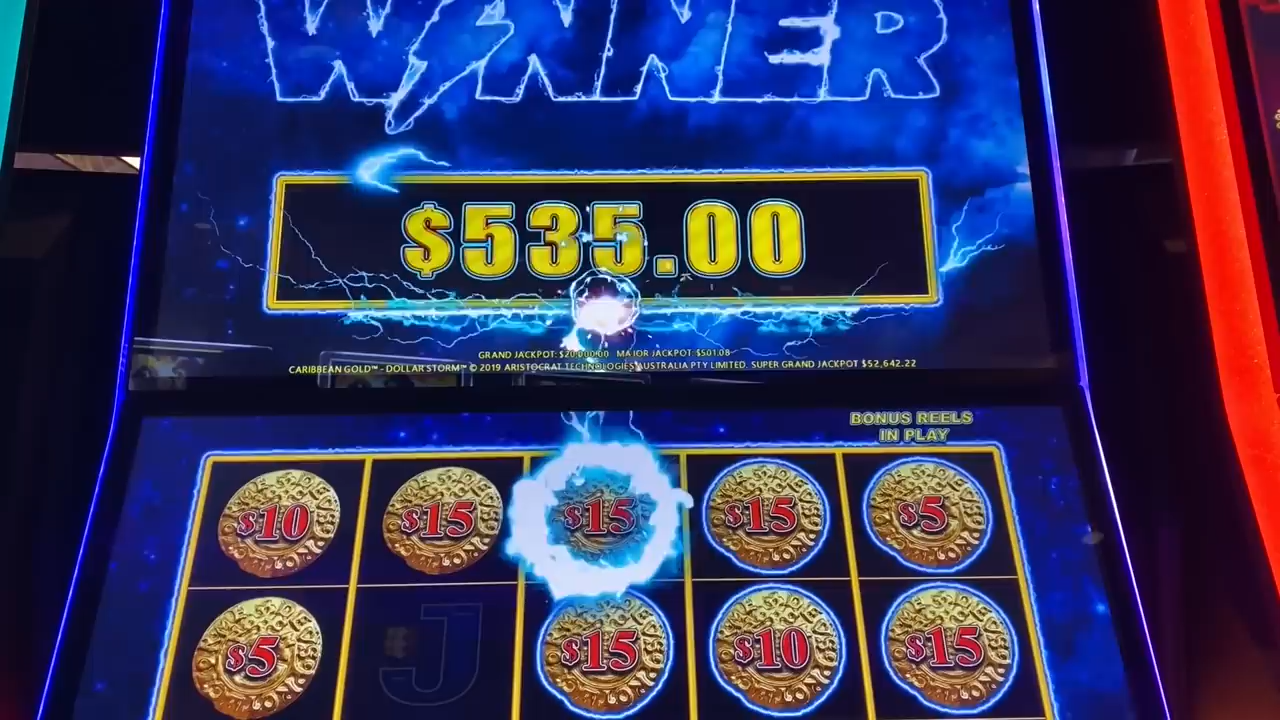 WINNER
$535.00
GRAND JACKPOT: $20,000.00 MAJOR JACKPOT: $501.08
CARIBBEAN GOLD™ - DOLLAR STORM™ © 2019 ARISTOCRAT TECHNOLOGIES AUSTRALIA PTY LIMITED. SUPER GRAND JACKPOT $52,642.22
BONUS REELS
IN PLAY
$10 $15 $15 $15 $5
$5 J $15 $10 $15